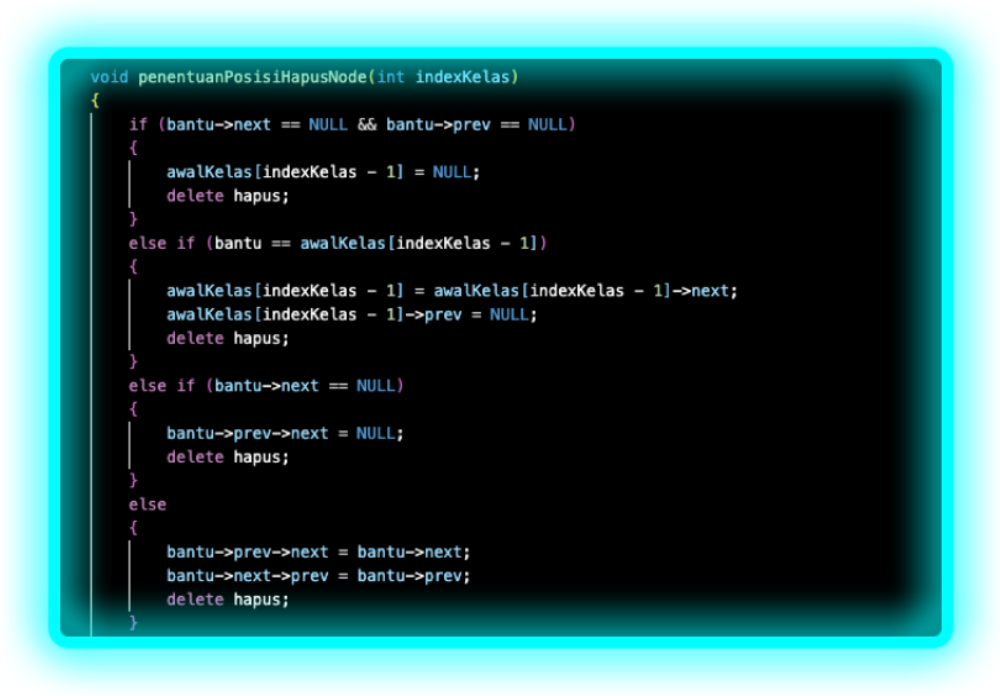 void penentuanPosisiHapusNode(int indexKelas)
{
if (bantu->next == NULL && bantu->prev == NULL)
{
awalKelas[indexKelas - 1] = NULL;
delete hapus;
}
else if (bantu == awalKelas[indexKelas - 1])
{
awalKelas[indexKelas - 1] = awalKelas[indexKelas - 1]->next;
awalKelas[indexKelas - 1]->prev = NULL;
delete hapus;
}
else if (bantu->next == NULL)
{
bantu->prev->next = NULL;
delete hapus;
}
else
{
bantu->prev->next = bantu->next;
bantu->next->prev = bantu->prev;
delete hapus;
}